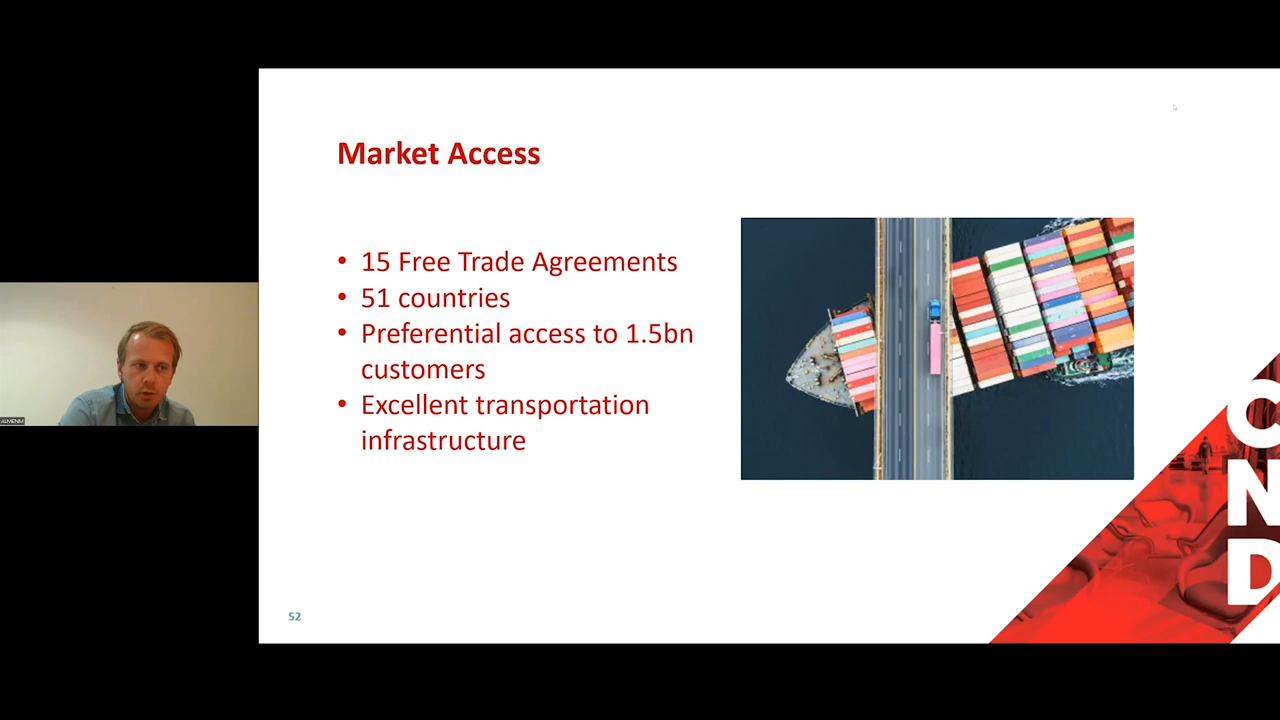 Market Access
• 15 Free Trade Agreements
• 51 countries
• Preferential access to 1.5bn
customers
• Excellent transportation
infrastructure
52
C
N
D